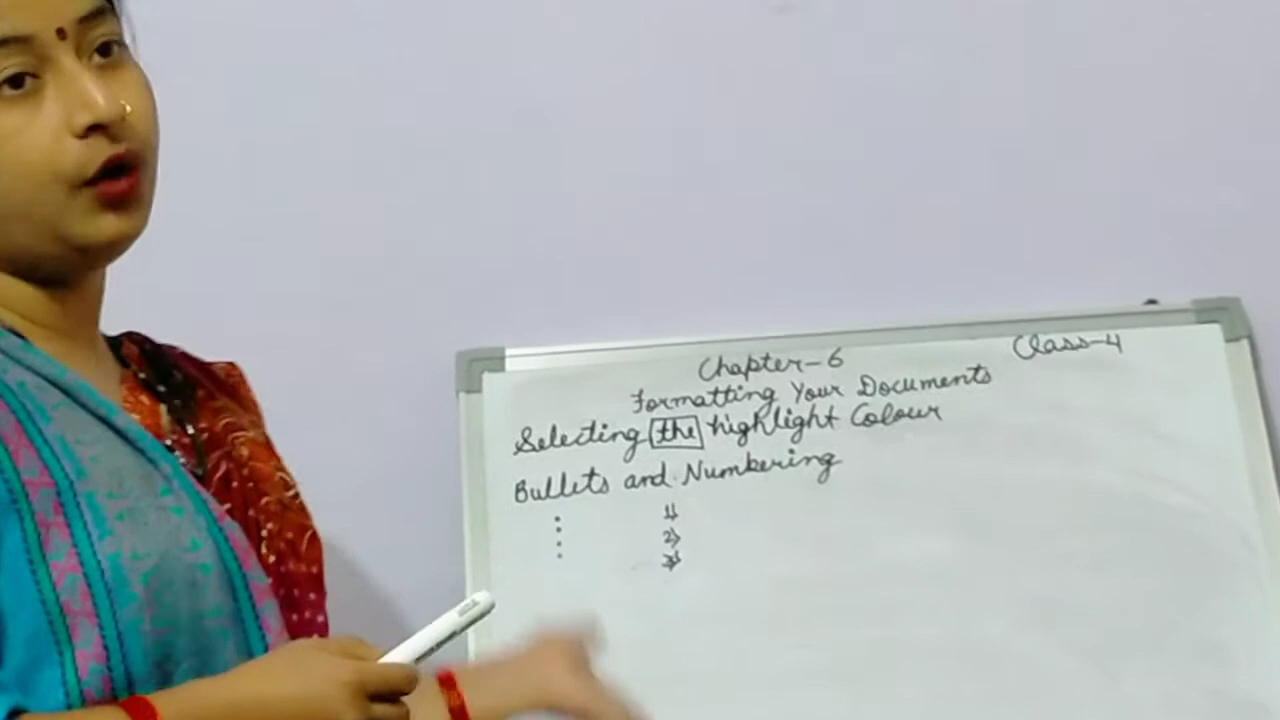 Chapter-6
Class-4
Formatting Your Documents
Selecting the highlight Colour
Bullets and Numbering
1)
2)
3)